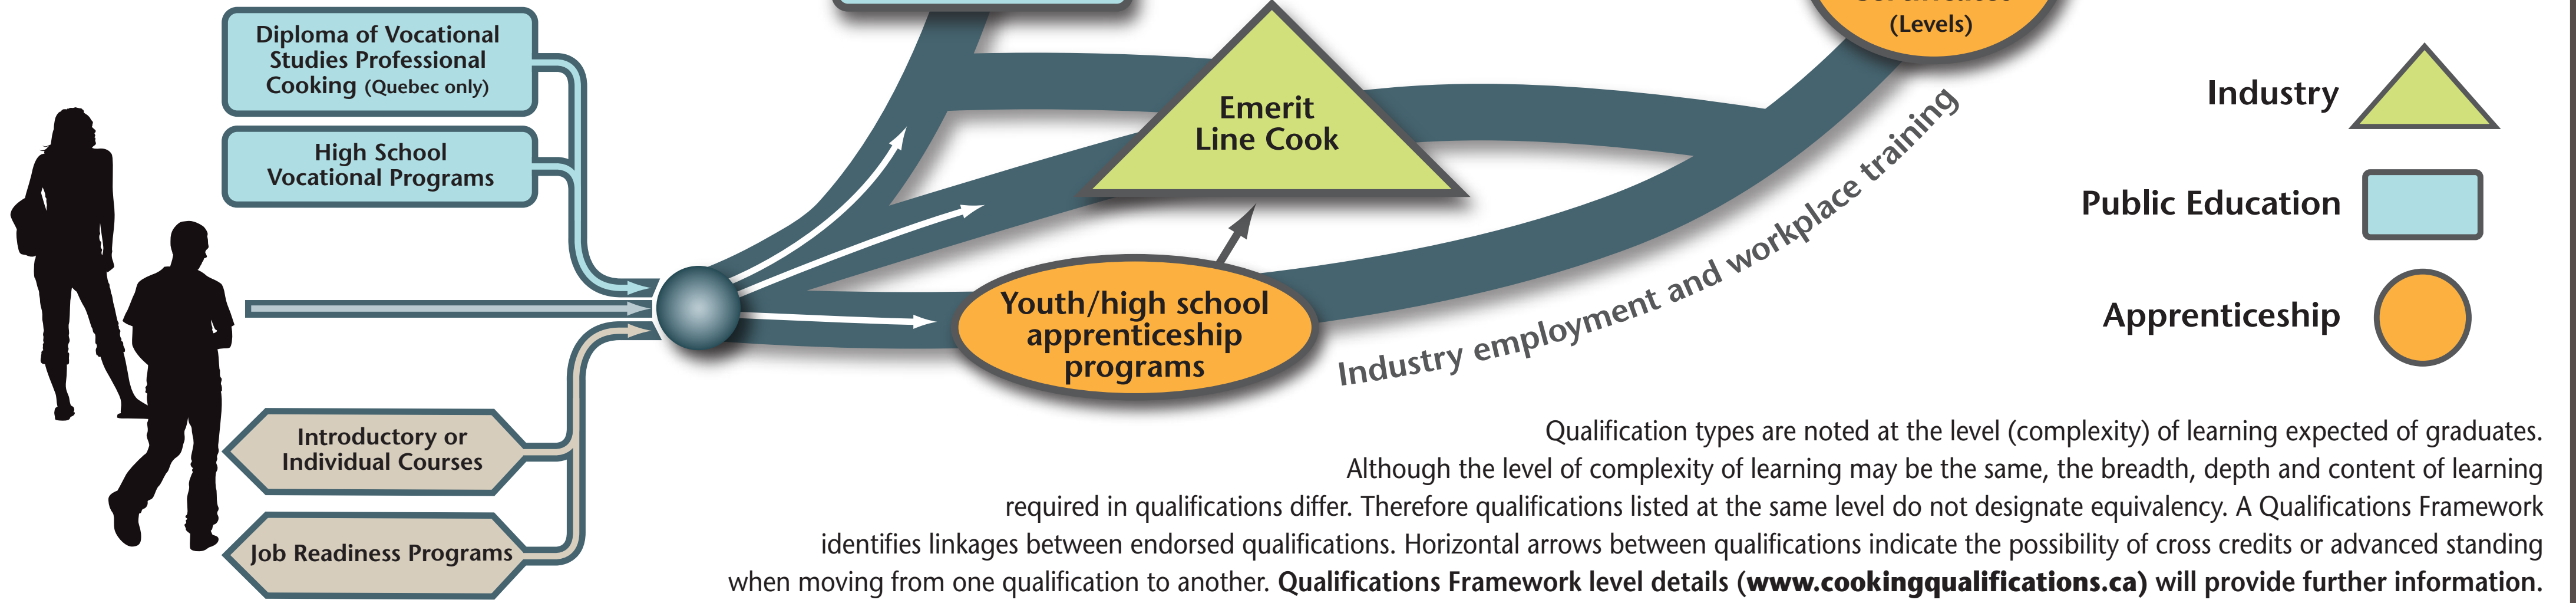 (Levels)
Diploma of Vocational
Studies Professional
Cooking (Quebec only)
High School
Vocational Programs
Emerit
Line Cook
Industry
Public Education
Apprenticeship
Youth/high school
apprenticeship
programs
Industry employment and workplace training
Introductory or
Individual Courses
Job Readiness Programs
Qualification types are noted at the level (complexity) of learning expected of graduates.
Although the level of complexity of learning may be the same, the breadth, depth and content of learning
required in qualifications differ. Therefore qualifications listed at the same level do not designate equivalency. A Qualifications Framework
identifies linkages between endorsed qualifications. Horizontal arrows between qualifications indicate the possibility of cross credits or advanced standing
when moving from one qualification to another. Qualifications Framework level details (www.cookingqualifications.ca) will provide further information.